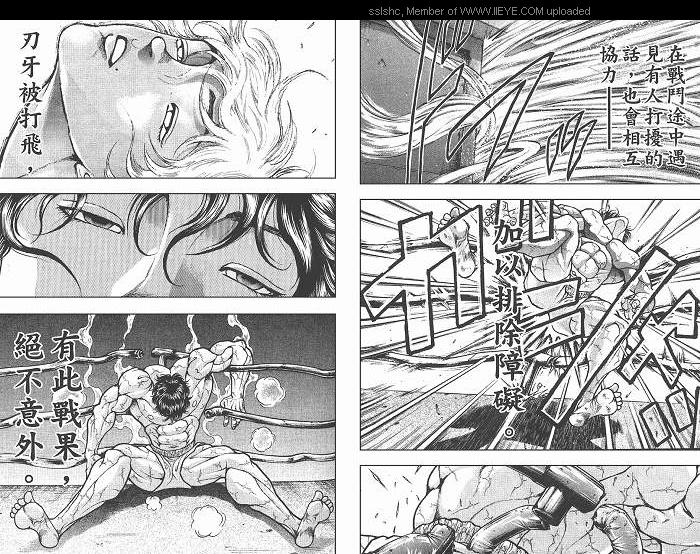 sslshc, Member of WWW.IIEYE.COM uploaded
在戰鬥途中遇
見有人打擾的
話，也會相互
協力——
加以排除障礙。
刃牙被打飛，
有此戰果，
絕不意外。